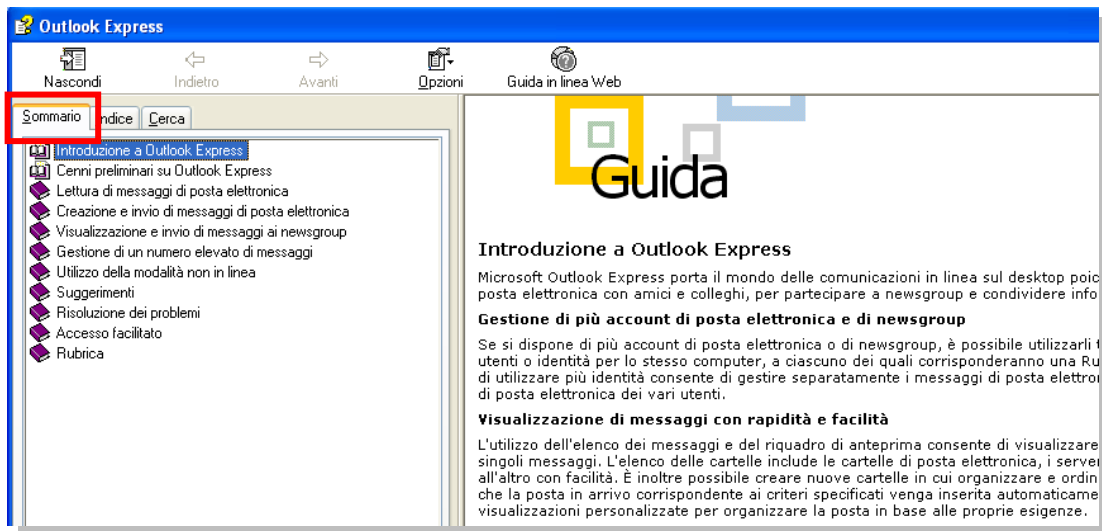 Outlook Express
Nascondi Indietro Avanti Opzioni Guida in linea Web
Sommario Indice Cerca
Introduzione a Outlook Express
Cenni preliminari su Outlook Express
Lettura di messaggi di posta elettronica
Creazione e invio di messaggi di posta elettronica
Visualizzazione e invio di messaggi ai newsgroup
Gestione di un numero elevato di messaggi
Utilizzo della modalità non in linea
Suggerimenti
Risoluzione dei problemi
Accesso facilitato
Rubrica
Guida
Introduzione a Outlook Express
Microsoft Outlook Express porta il mondo delle comunicazioni in linea sul desktop poic
posta elettronica con amici e colleghi, per partecipare a newsgroup e condividere info
Gestione di più account di posta elettronica e di newsgroup
Se si dispone di più account di posta elettronica o di newsgroup, è possibile utilizzarli t
utenti o identità per lo stesso computer, a ciascuno dei quali corrisponderanno una Ru
di utilizzare più identità consente di gestire separatamente i messaggi di posta elettro
di posta elettronica dei vari utenti.
Visualizzazione di messaggi con rapidità e facilità
L'utilizzo dell'elenco dei messaggi e del riquadro di anteprima consente di visualizzare
singoli messaggi. L'elenco delle cartelle include le cartelle di posta elettronica, i server
all'altro con facilità. È inoltre possibile creare nuove cartelle in cui organizzare e ordin
che la posta in arrivo corrispondente ai criteri specificati venga inserita automaticame
visualizzazioni personalizzate per organizzare la posta in base alle proprie esigenze.